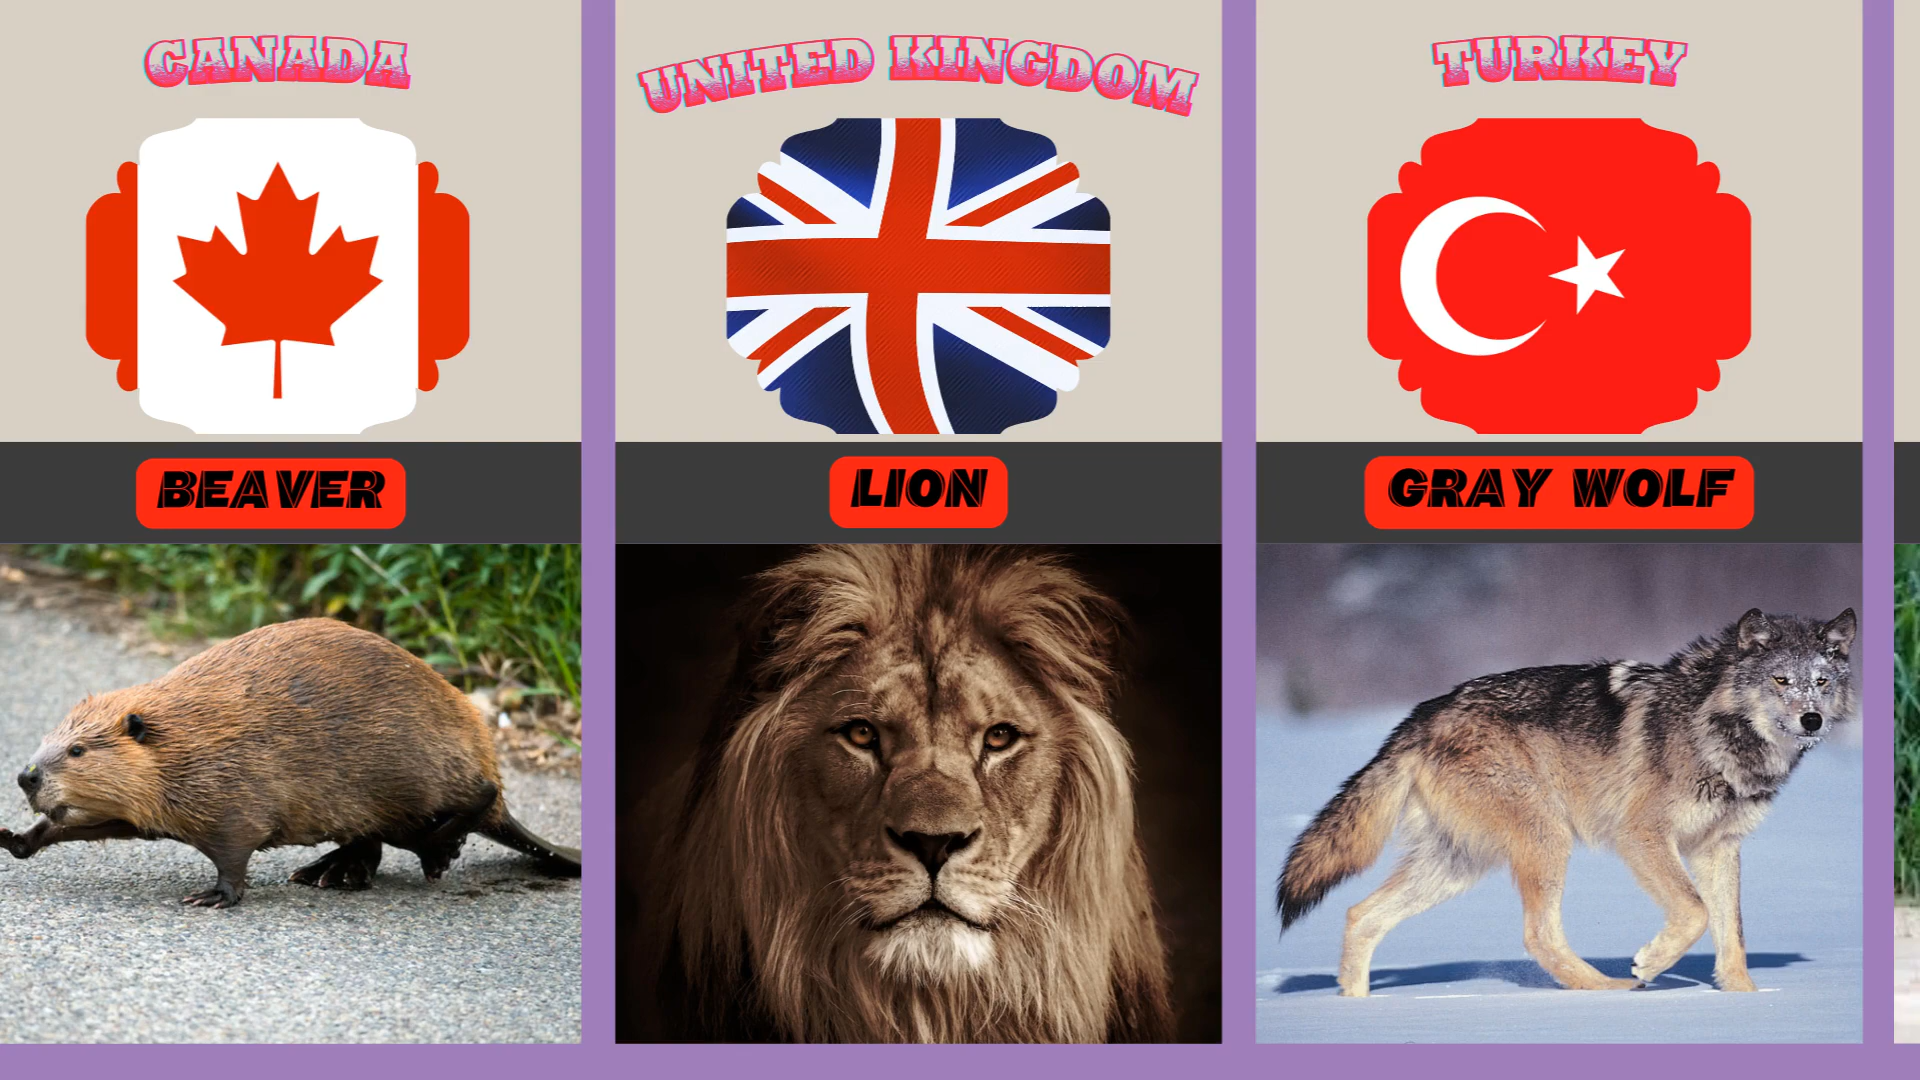 CANADA
UNITED KINGDOM
TURKEY
BEAVER
LION
GRAY WOLF